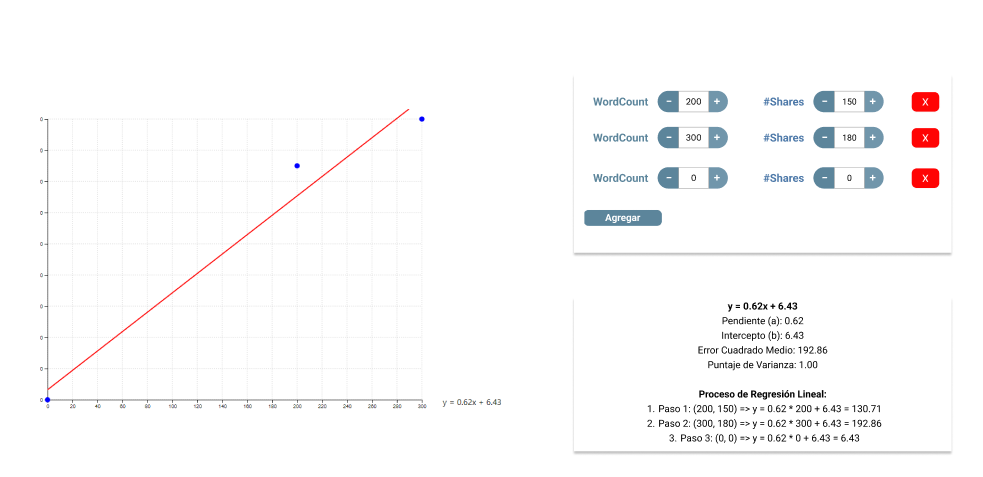 0
0
0
0
0
0
0
0
0
0
0 20 40 60 80 100 120 140 160 180 200 220 240 260 280 300
y = 0.62x + 6.43
WordCount − 200 + #Shares − 150 + X
WordCount − 300 + #Shares − 180 + X
WordCount − 0 + #Shares − 0 + X
Agregar
y = 0.62x + 6.43
Pendiente (a): 0.62
Intercepto (b): 6.43
Error Cuadrado Medio: 192.86
Puntaje de Varianza: 1.00
Proceso de Regresión Lineal:
1. Paso 1: (200, 150) => y = 0.62 * 200 + 6.43 = 130.71
2. Paso 2: (300, 180) => y = 0.62 * 300 + 6.43 = 192.86
3. Paso 3: (0, 0) => y = 0.62 * 0 + 6.43 = 6.43